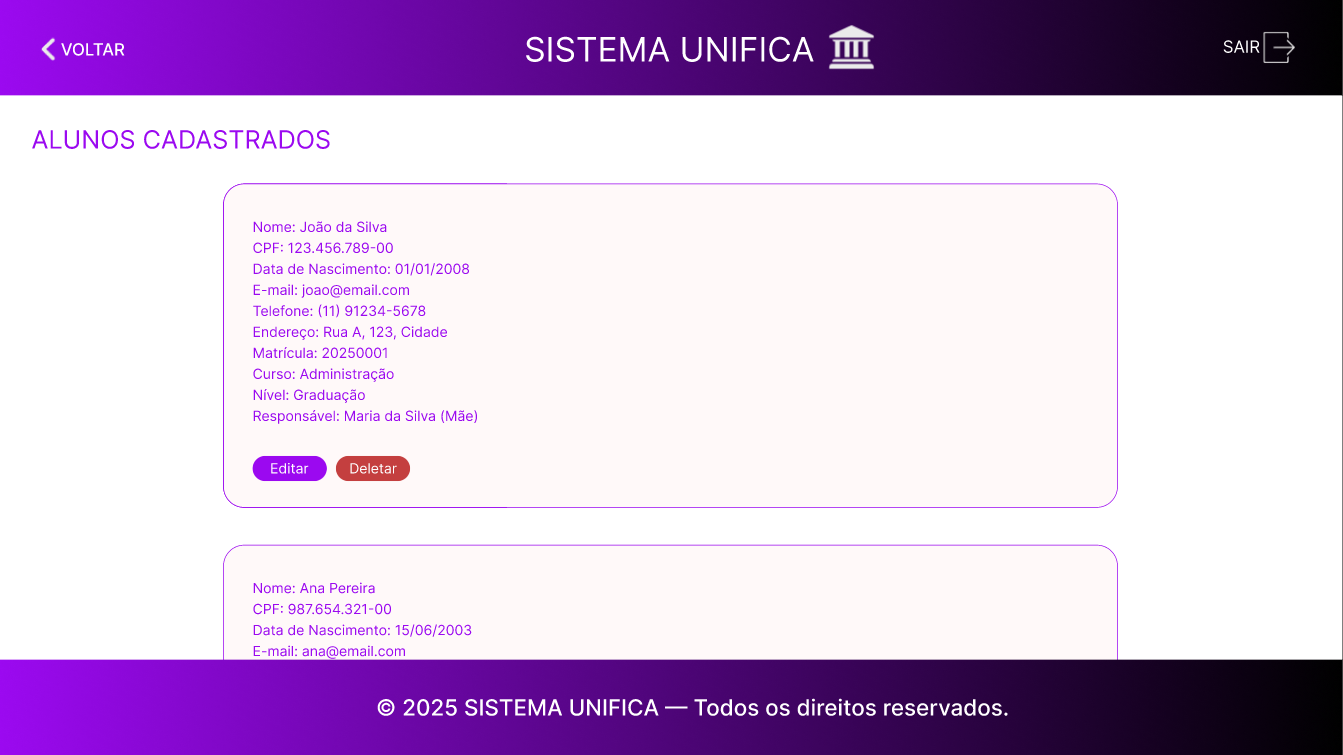 VOLTAR
SISTEMA UNIFICA
SAIR
ALUNOS CADASTRADOS
Nome: João da Silva
CPF: 123.456.789-00
Data de Nascimento: 01/01/2008
E-mail: joao@email.com
Telefone: (11) 91234-5678
Endereço: Rua A, 123, Cidade
Matrícula: 20250001
Curso: Administração
Nível: Graduação
Responsável: Maria da Silva (Mãe)
Editar Deletar
Nome: Ana Pereira
CPF: 987.654.321-00
Data de Nascimento: 15/06/2003
E-mail: ana@email.com
© 2025 SISTEMA UNIFICA — Todos os direitos reservados.